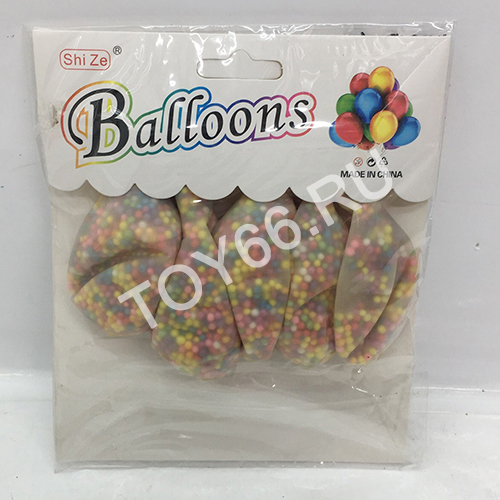 Shi Ze ®
Balloons
MADE IN CHINA
TOY66.RU